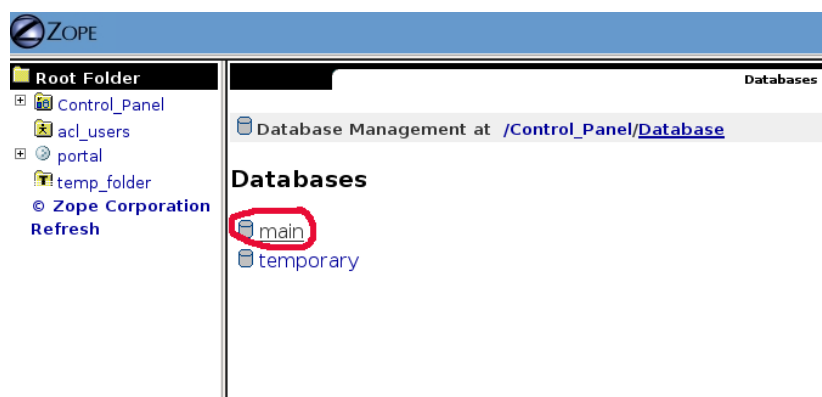 ZOPE
Root Folder
Control_Panel
acl_users
portal
temp_folder
© Zope Corporation
Refresh
Databases
Database Management at /Control_Panel/Database
Databases
main
temporary